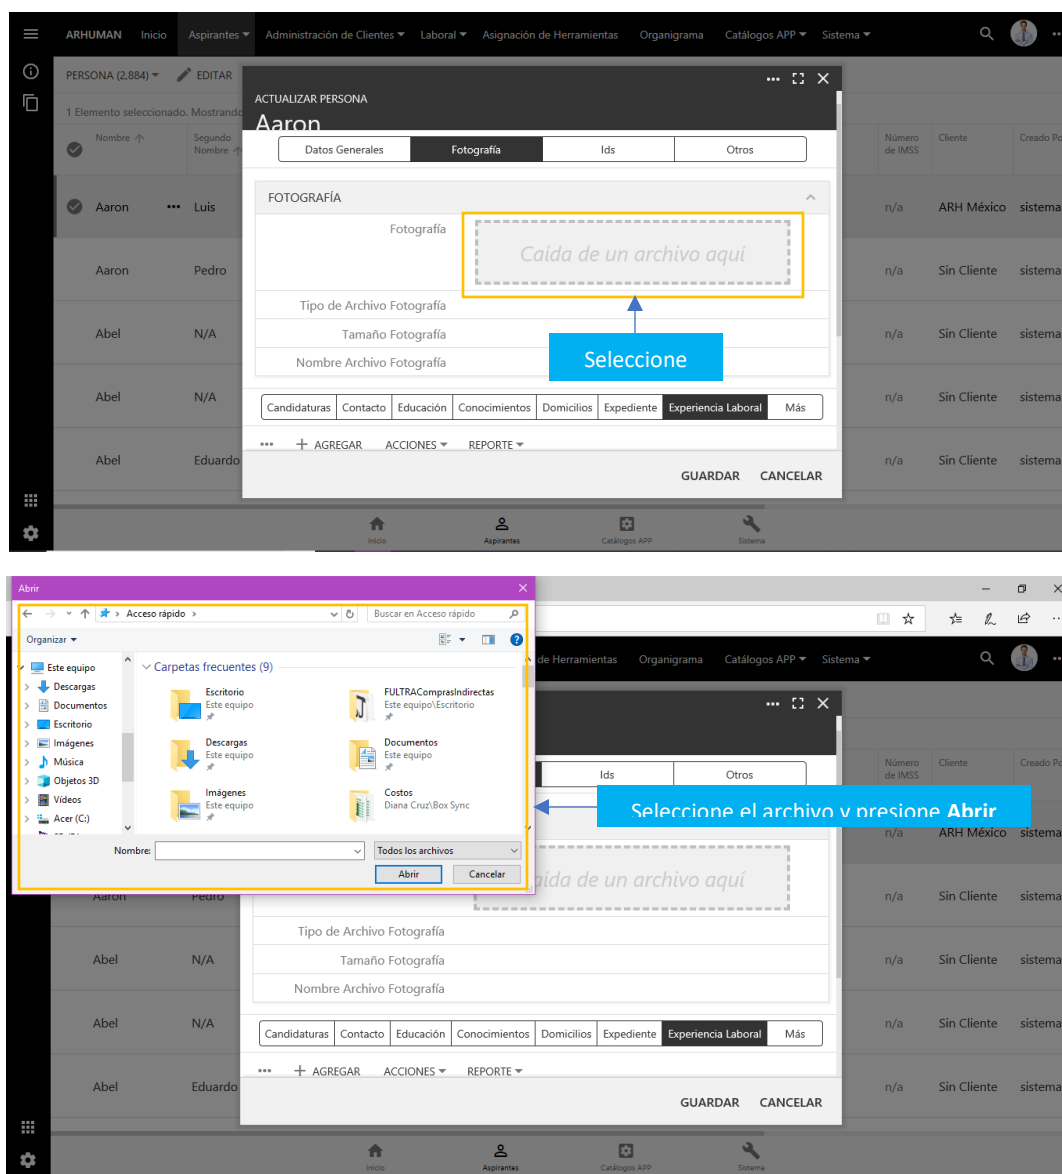 ARHUMAN Inicio Aspirantes Administración de Clientes Laboral Asignación de Herramientas Organigrama Catálogos APP Sistema
PERSONA (2,884) EDITAR
1 Elemento seleccionado. Mostrando
ACTUALIZAR PERSONA
Aaron
Nombre Segundo Nombre Número de IMSS Cliente Creado Po
Datos Generales Fotografía Ids Otros
FOTOGRAFÍA
Aaron ••• Luis n/a ARH México sistema
Fotografía
Caída de un archivo aquí
Aaron Pedro n/a Sin Cliente sistema
Tipo de Archivo Fotografía
Abel N/A n/a Sin Cliente sistema
Tamaño Fotografía
Nombre Archivo Fotografía
Seleccione
Abel N/A n/a Sin Cliente sistema
Candidaturas Contacto Educación Conocimientos Domicilios Expediente Experiencia Laboral Más
••• + AGREGAR ACCIONES REPORTE
Abel Eduardo n/a Sin Cliente sistema
GUARDAR CANCELAR
Inicio Aspirantes Catálogos APP Sistema
Abrir
Acceso rápido Buscar en Acceso rápido
Organizar
Este equipo
Descargas
Documentos
Escritorio
Imágenes
Música
Objetos 3D
Vídeos
Acer (C:)
Carpetas frecuentes (9)
Escritorio
Este equipo
FULTRAComprasIndirectas
Este equipo\Escritorio
Descargas
Este equipo
Documentos
Este equipo
Imágenes
Este equipo
Costos
Diana Cruz\Box Sync
Nombre: Todos los archivos
Abrir Cancelar
de Herramientas Organigrama Catálogos APP Sistema
Número de IMSS Cliente Creado Po
Ids Otros
Seleccione el archivo y presione Abrir
n/a ARH México sistema
aída de un archivo aquí
Aaron Pedro n/a Sin Cliente sistema
Tipo de Archivo Fotografía
Abel N/A n/a Sin Cliente sistema
Tamaño Fotografía
Nombre Archivo Fotografía
Abel N/A n/a Sin Cliente sistema
Candidaturas Contacto Educación Conocimientos Domicilios Expediente Experiencia Laboral Más
••• + AGREGAR ACCIONES REPORTE
Abel Eduardo n/a Sin Cliente sistema
GUARDAR CANCELAR
Inicio Aspirantes Catálogos APP Sistema